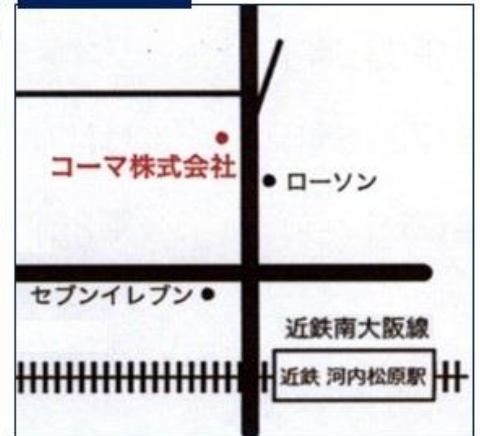 コーマ株式会社
ローソン
セブンイレブン
近鉄南大阪線
近鉄 河内松原駅